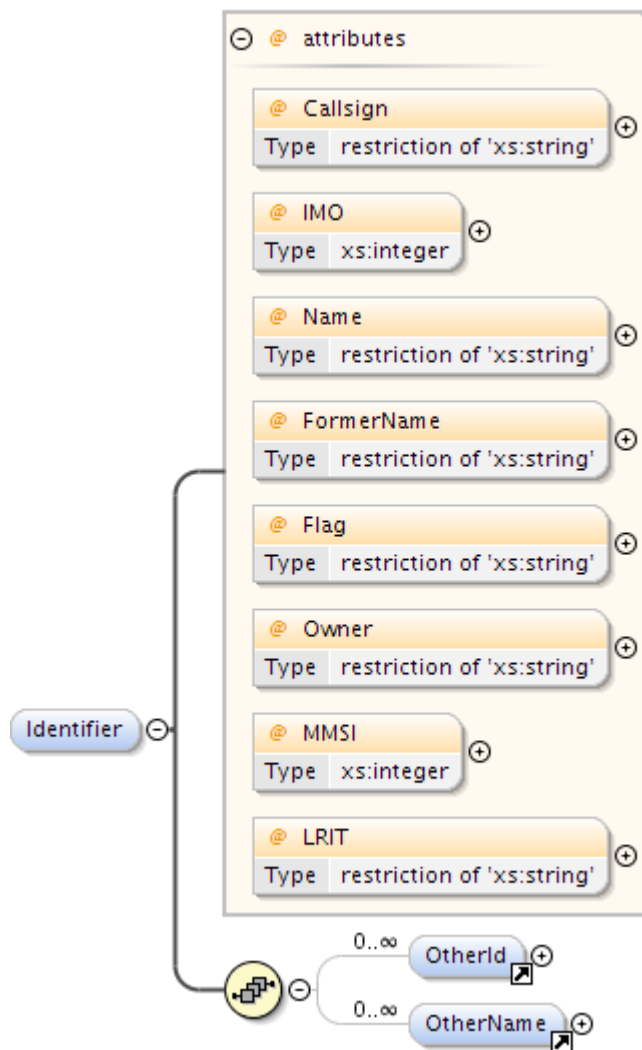 @ attributes
@ Callsign
Type restriction of 'xs:string'
@ IMO
Type xs:integer
@ Name
Type restriction of 'xs:string'
@ FormerName
Type restriction of 'xs:string'
@ Flag
Type restriction of 'xs:string'
@ Owner
Type restriction of 'xs:string'
Identifier
@ MMSI
Type xs:integer
@ LRIT
Type restriction of 'xs:string'
0..∞
OtherId
0..∞
OtherName